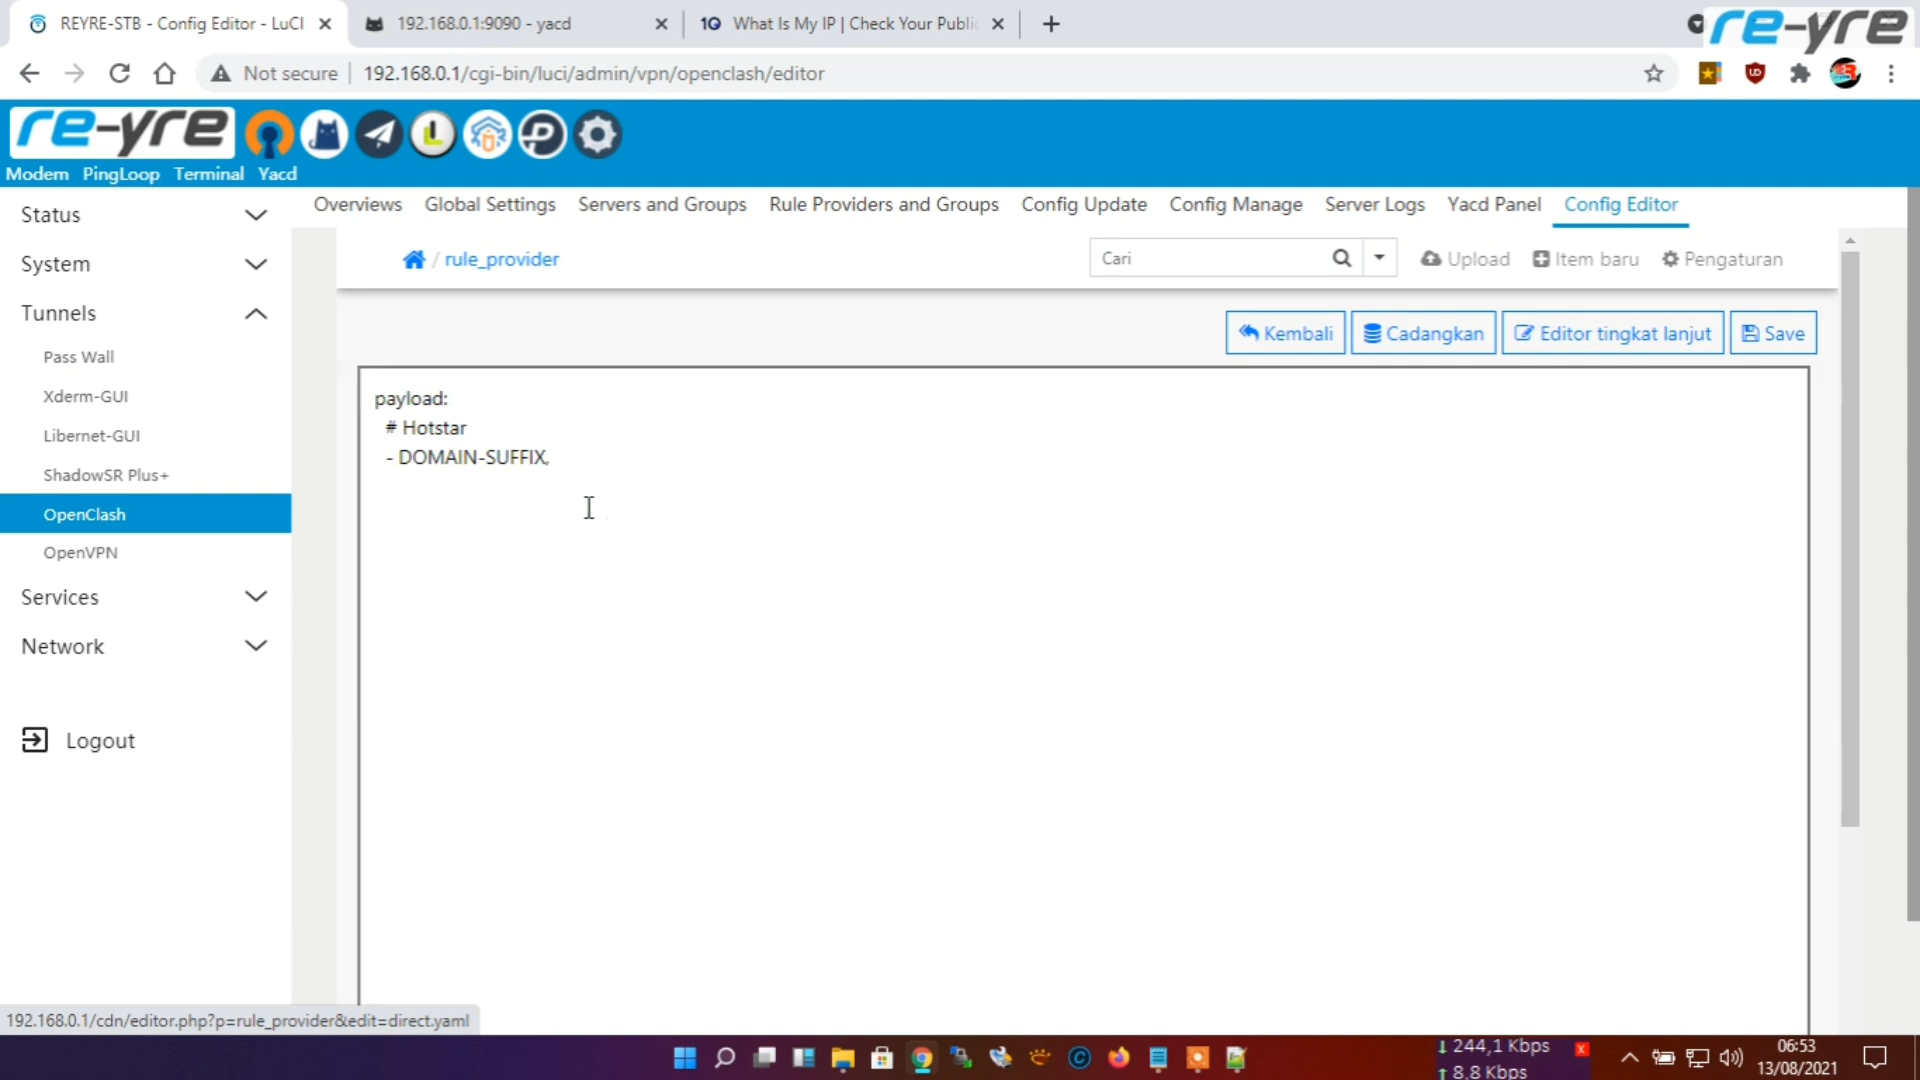 REYRE-STB - Config Editor - LuCI
192.168.0.1:9090 - yacd
1Q What Is My IP | Check Your Public
re-yre
Not secure
192.168.0.1/cgi-bin/luci/admin/vpn/openclash/editor
re-yre
Modem PingLoop Terminal Yacd
Overviews Global Settings Servers and Groups Rule Providers and Groups Config Update Config Manage Server Logs Yacd Panel Config Editor
Status
System
Tunnels
Pass Wall
Xderm-GUI
Libernet-GUI
ShadowSR Plus+
OpenClash
OpenVPN
Services
Network
Logout
/ rule_provider
Cari
Upload
Item baru
Pengaturan
Kembali
Cadangkan
Editor tingkat lanjut
Save
payload:
# Hotstar
- DOMAIN-SUFFIX,
192.168.0.1/cdn/editor.php?p=rule_provider&edit=direct.yaml
244,1 Kbps
8,8 Kbps
06:53
13/08/2021